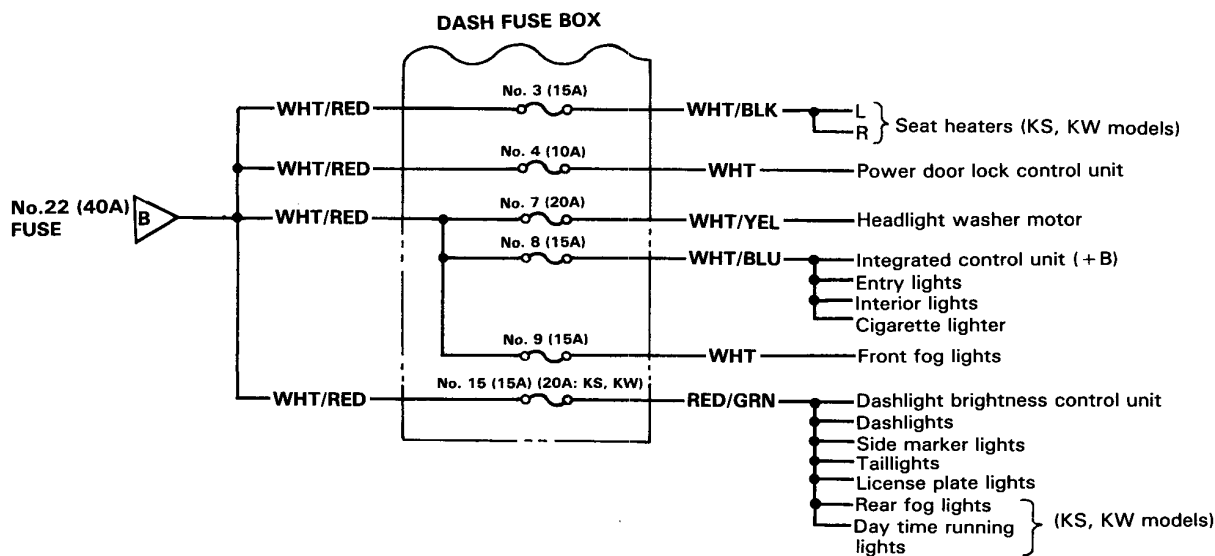 DASH FUSE BOX
No. 3 (15A)
WHT/RED
WHT/BLK
L
R
Seat heaters (KS, KW models)
No. 4 (10A)
WHT/RED
WHT
Power door lock control unit
No.22 (40A)
FUSE
B
No. 7 (20A)
WHT/RED
WHT/YEL
Headlight washer motor
No. 8 (15A)
WHT/BLU
Integrated control unit (+B)
Entry lights
Interior lights
Cigarette lighter
No. 9 (15A)
WHT
Front fog lights
No. 15 (15A) (20A: KS, KW)
WHT/RED
RED/GRN
Dashlight brightness control unit
Dashlights
Side marker lights
Taillights
License plate lights
Rear fog lights
Day time running
lights
(KS, KW models)